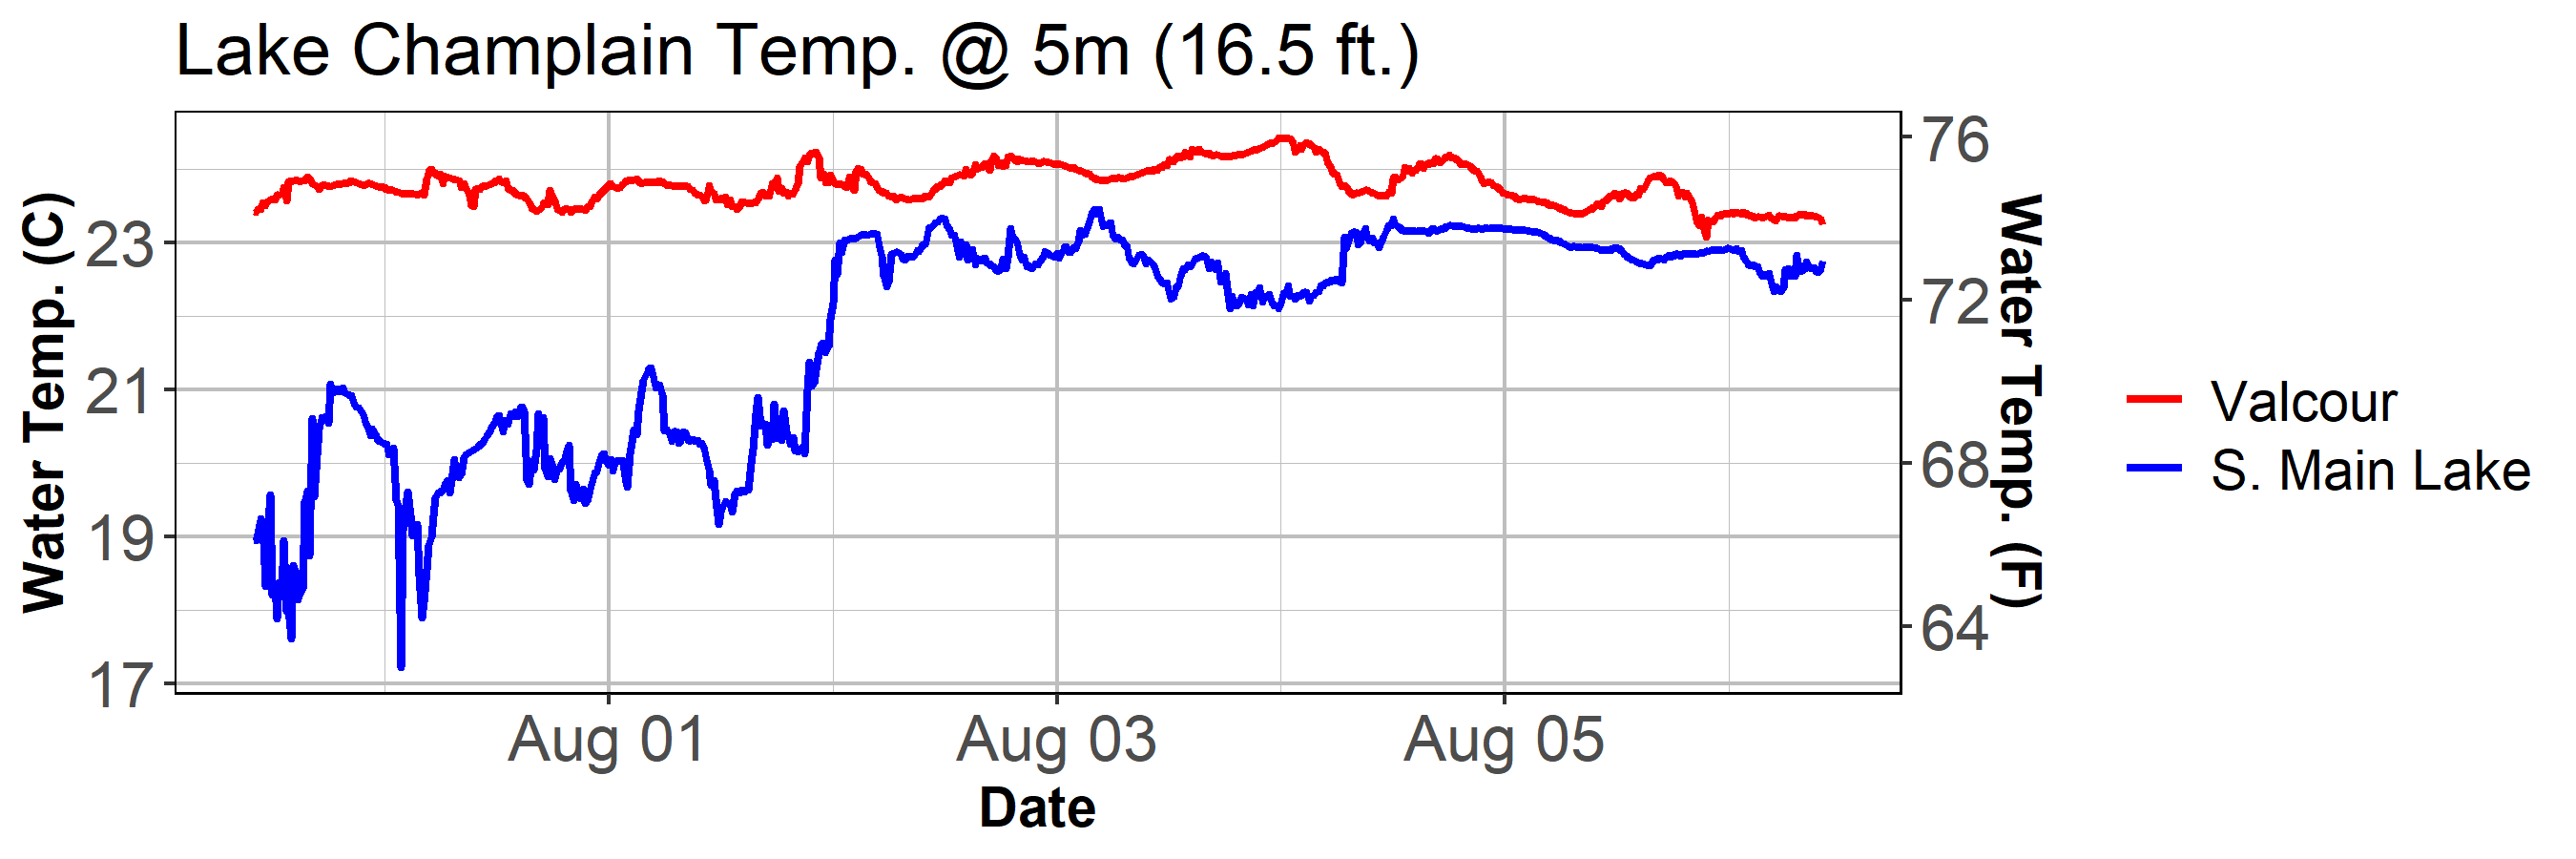 Lake Champlain Temp. @ 5m (16.5 ft.)
Water Temp. (C)
23
21
19
17
76
72
68
64
Water Temp. (F)
Aug 01
Aug 03
Aug 05
Date
Valcour
S. Main Lake